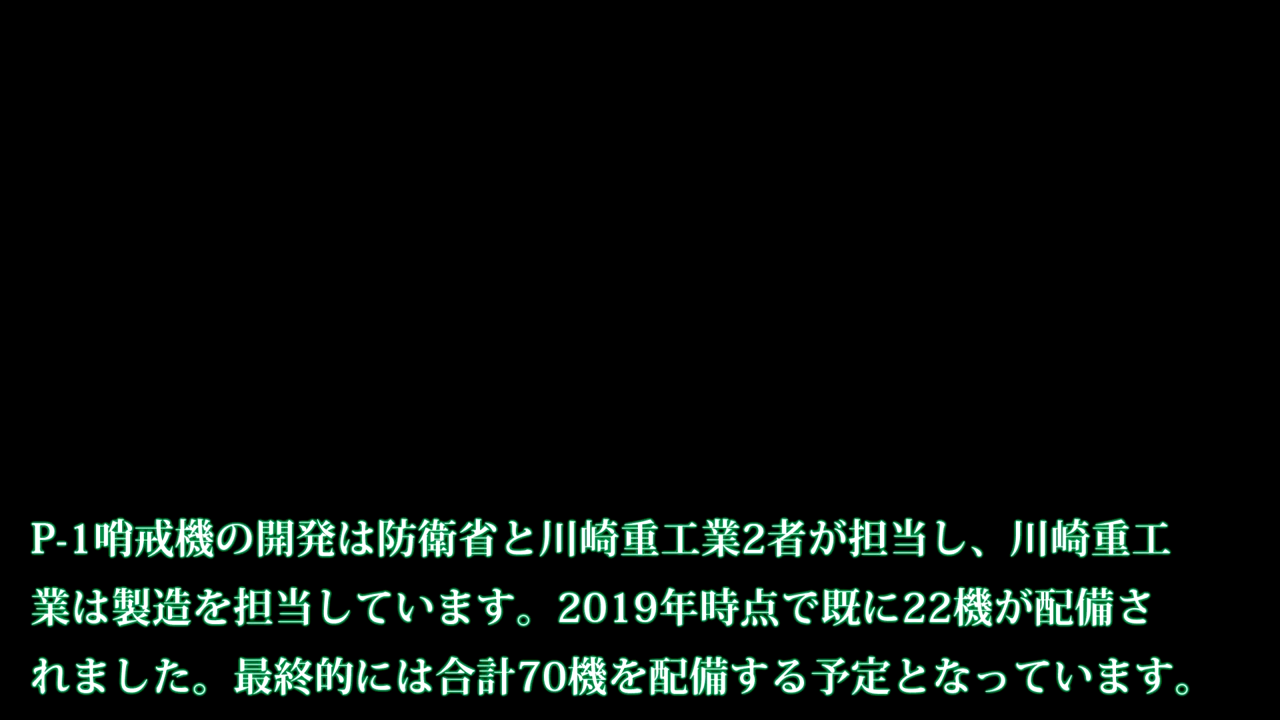 P-1哨戒機の開発は防衛省と川崎重工業2者が担当し、川崎重工
業は製造を担当しています。2019年時点で既に22機が配備さ
れました。最終的には合計70機を配備する予定となっています。